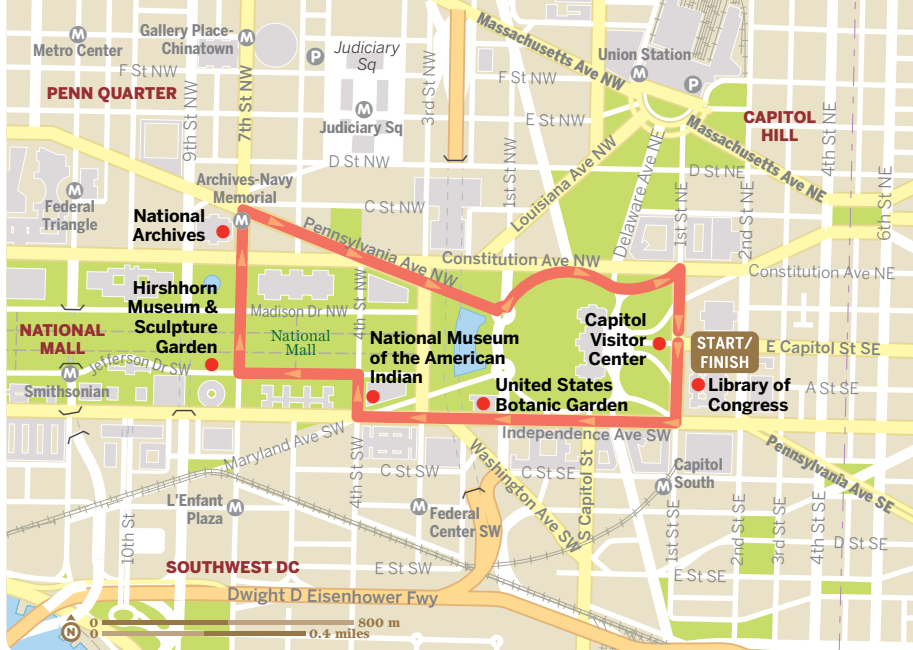 Massachusetts Ave NW
Gallery Place-
Chinatown
M
M
Metro Center
Judiciary
Sq
P
3rd St NW
Union Station
M
P
F St NW
F St NW
PENN QUARTER
9th St NW
7th St NW
M
Judiciary Sq
E St NW
CAPITOL
HILL
4th St NE
Massachusetts Ave NE
D St NW
1st St NW
Louisiana Ave NW
Delaware Ave NE
D St NE
Archives-Navy
Memorial
M
M
Federal
Triangle
National
Archives
C St NW
1st St NE
2nd St NE
6th St NE
Pennsylvania Ave NW
Constitution Ave NW
Constitution Ave NE
Hirshhorn
Museum &
Sculpture
Garden
Madison Dr NW
4th St NW
NATIONAL
MALL
National
Mall
Jefferson Dr SW
National Museum
of the American
Indian
Capitol
Visitor
Center
START/
FINISH
E Capitol St SE
M
Smithsonian
United States
Botanic Garden
Library of
Congress
A St SE
Independence Ave SW
Maryland Ave SW
4th St SW
C St SW
Washington Ave SW
C St SE
S Capitol St
Capitol
South
M
Pennsylvania Ave SE
L'Enfant
Plaza
M
M
Federal
Center SW
10th St
1st St SE
2nd St SE
3rd St SE
4th St SE
D St SE
SOUTHWEST DC
E St SW
E St SE
Dwight D Eisenhower Fwy
N
0
800 m
0
0.4 miles